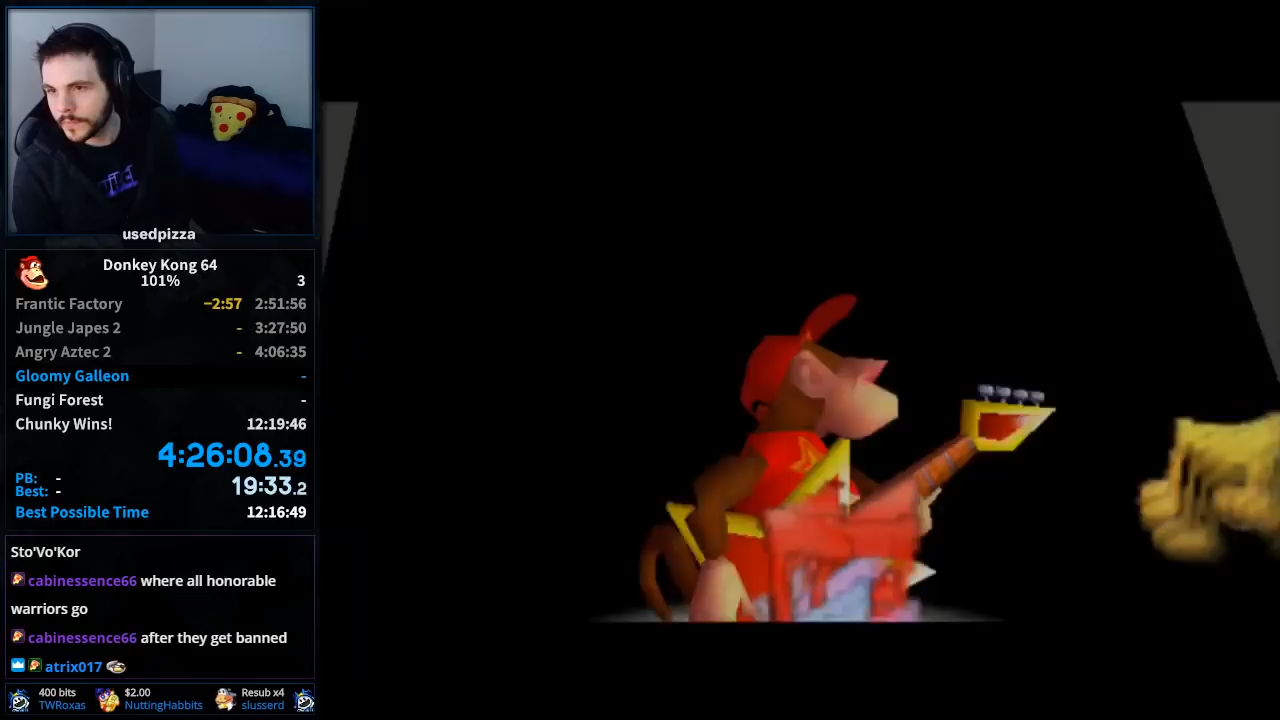 usedpizza
Donkey Kong 64
101% 3
Frantic Factory −2:57 2:51:56
Jungle Japes 2 - 3:27:50
Angry Aztec 2 - 4:06:35
Gloomy Galleon -
Fungi Forest -
Chunky Wins! 12:19:46
4:26:08.39
PB: -
Best: - 19:33.2
Best Possible Time 12:16:49
Sto'Vo'Kor
cabinessence66 where all honorable
warriors go
cabinessence66 after they get banned
atrix017
400 bits $2.00 Resub x4
TWRoxas NuttingHabbits slusserd